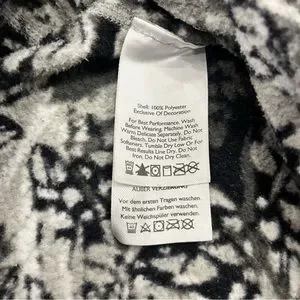 Shell: 100% Polyester
Exclusive Of Decoration
For Best Performance, Wash
Before Wearing. Machine Wash
Warm Delicate Separately. Do Not
Bleach. Do Not Use Fabric
Softeners. Tumble Dry Low Or For
Best Results Line Dry. Do Not
Iron. Do Not Dry Clean.
AUßER VERZIERUNG
Vor dem ersten Tragen waschen.
Mit ähnlichen Farben waschen.
Keine Weichspüler verwenden.